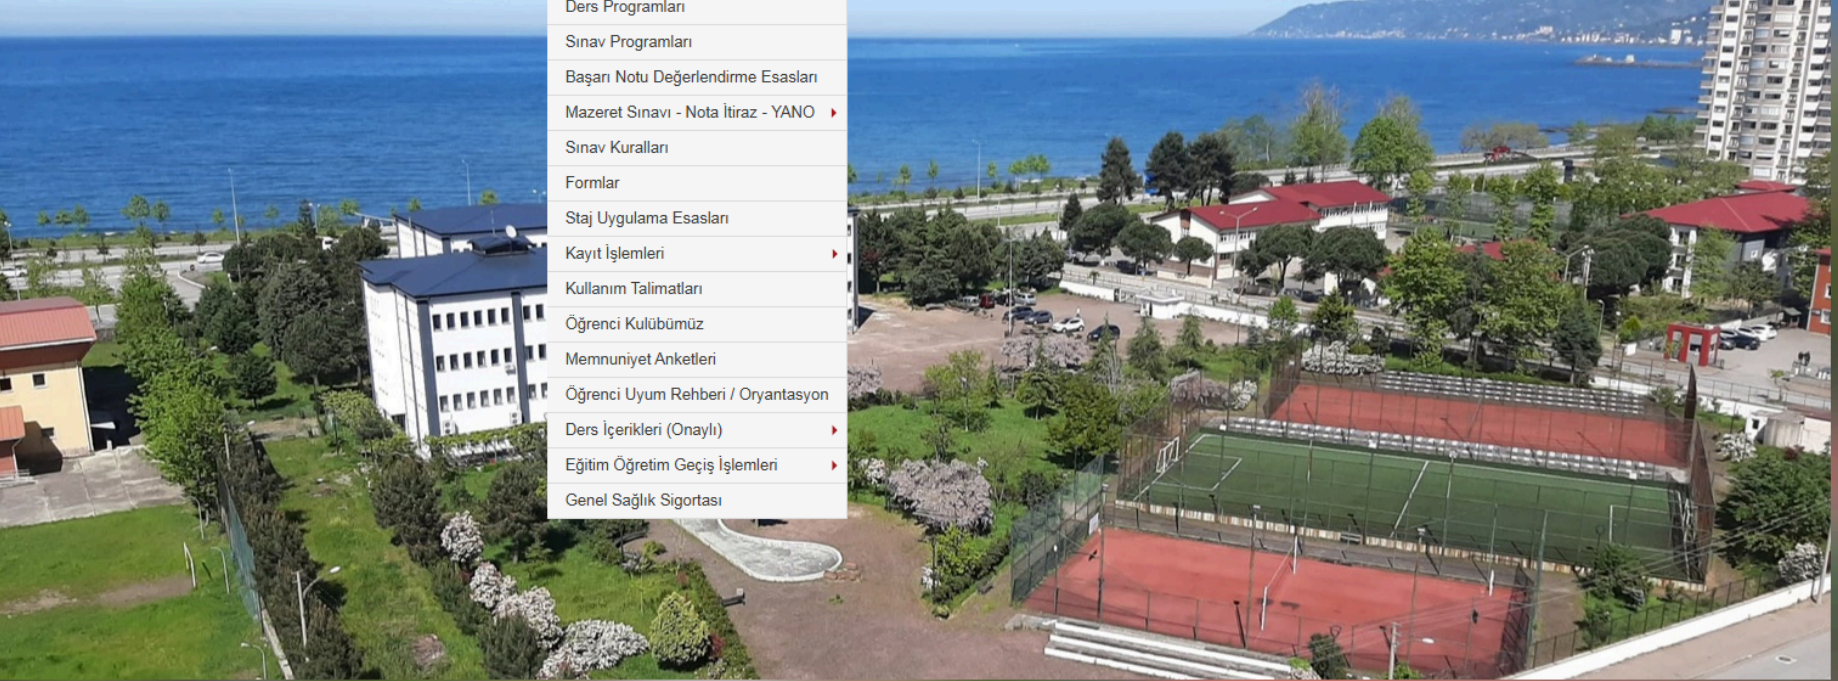 Ders Programları
Sınav Programları
Başarı Notu Değerlendirme Esasları
Mazeret Sınavı - Nota İtiraz - YANO
Sınav Kuralları
Formlar
Staj Uygulama Esasları
Kayıt İşlemleri
Kullanım Talimatları
Öğrenci Kulübümüz
Memnuniyet Anketleri
Öğrenci Uyum Rehberi / Oryantasyon
Ders İçerikleri (Onaylı)
Eğitim Öğretim Geçiş İşlemleri
Genel Sağlık Sigortası